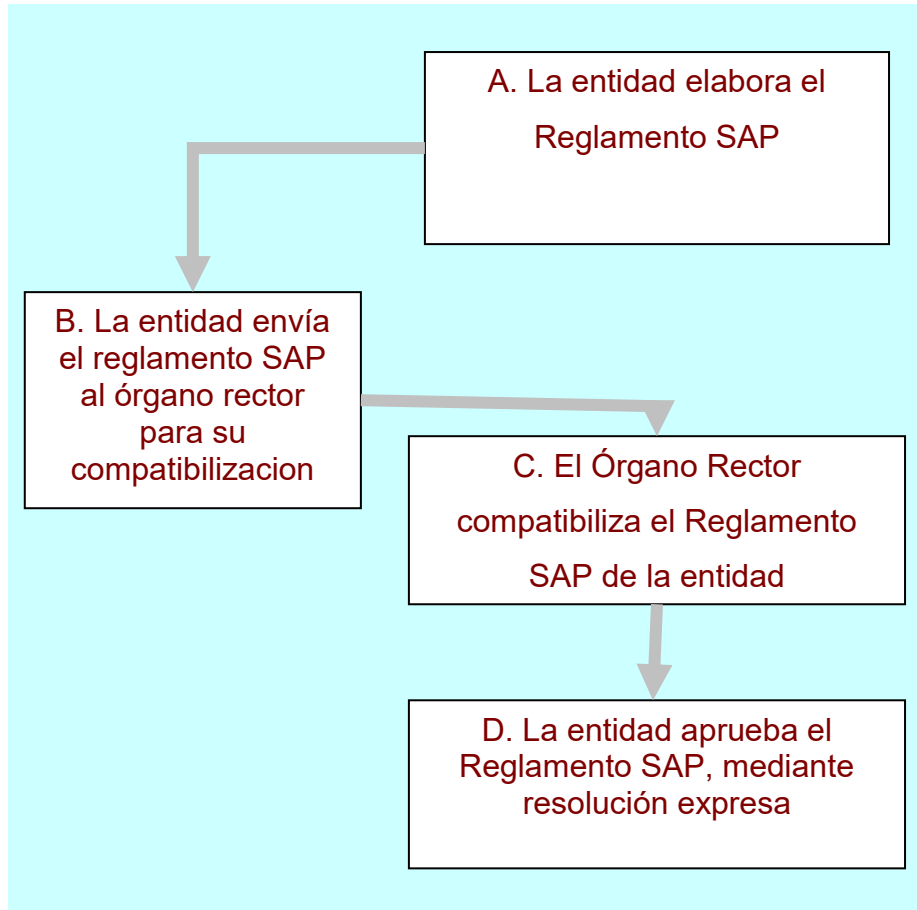 A. La entidad elabora el
Reglamento SAP
B. La entidad envía
el reglamento SAP
al órgano rector
para su
compatibilizacion
C. El Órgano Rector
compatibiliza el Reglamento
SAP de la entidad
D. La entidad aprueba el
Reglamento SAP, mediante
resolución expresa